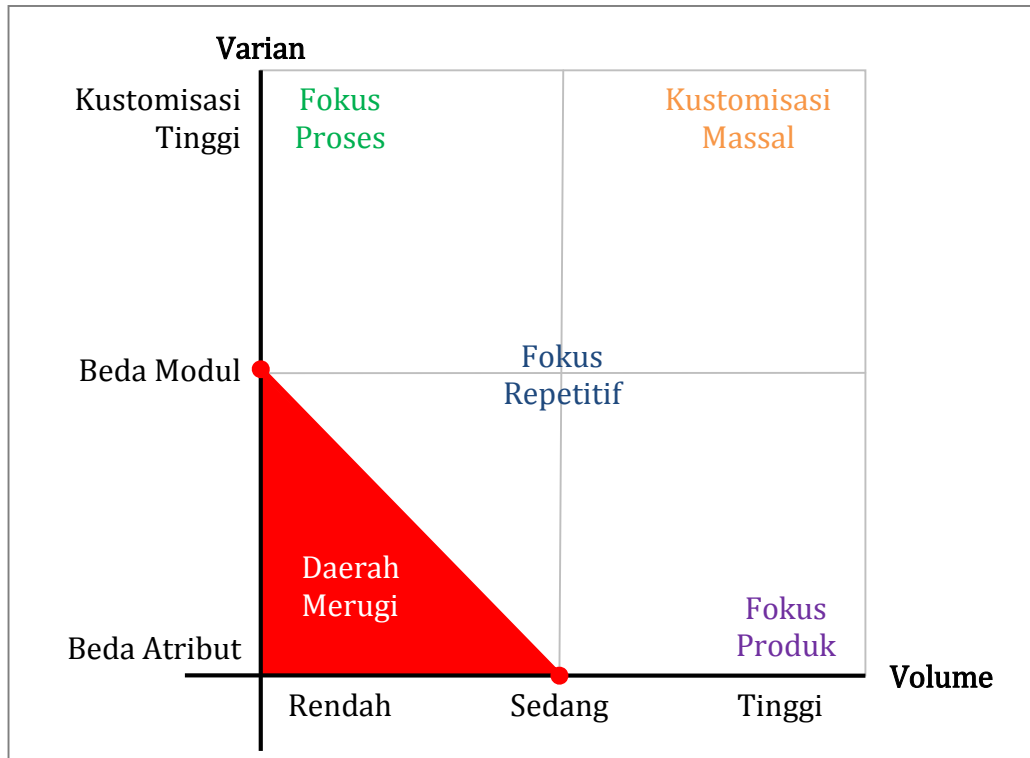 Varian
Kustomisasi
Tinggi
Fokus
Proses
Kustomisasi
Massal
Beda Modul
Fokus
Repetitif
Daerah
Merugi
Fokus
Produk
Beda Atribut
Volume
Rendah
Sedang
Tinggi